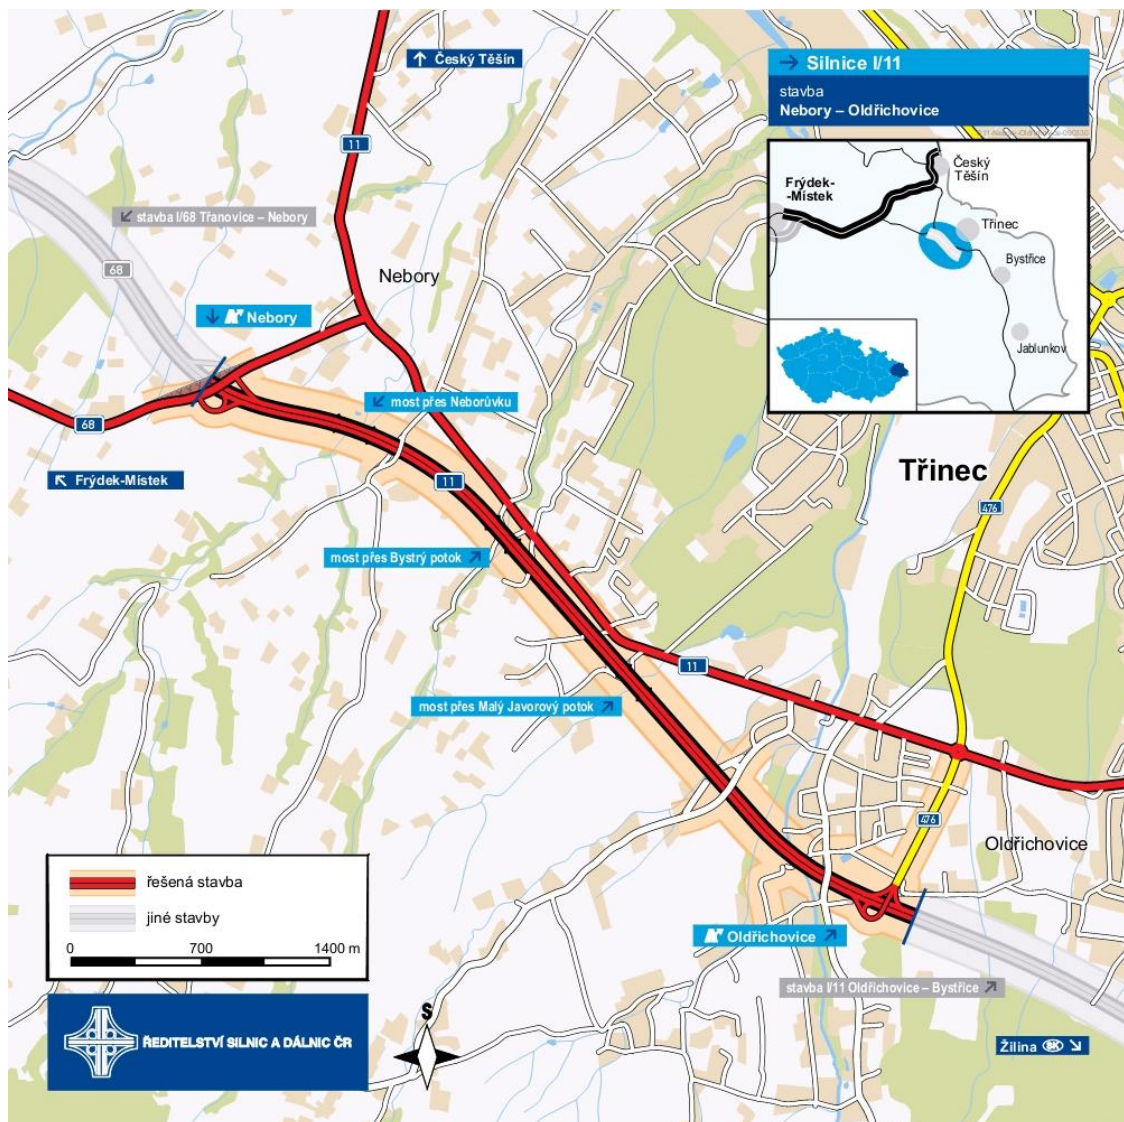 ↑ Český Těšín
→ Silnice I/11
stavba
Nebory – Oldřichovice
11
Český
Těšín
Frýdek-
Místek
Třinec
Bystřice
Jablunkov
↙ stavba I/68 Třanovice – Nebory
68
Nebory
↓ Nebory
most přes Neborůvku
68
↖ Frýdek-Místek
11
Třinec
476
most přes Bystrý potok ↗
11
most přes Malý Javorový potok ↗
476
Oldřichovice
řešená stavba
jiné stavby
0 700 1400 m
Oldřichovice ↗
stavba I/11 Oldřichovice – Bystřice ↗
S
ŘEDITELSTVÍ SILNIC A DÁLNIC ČR
Žilina SK ↘